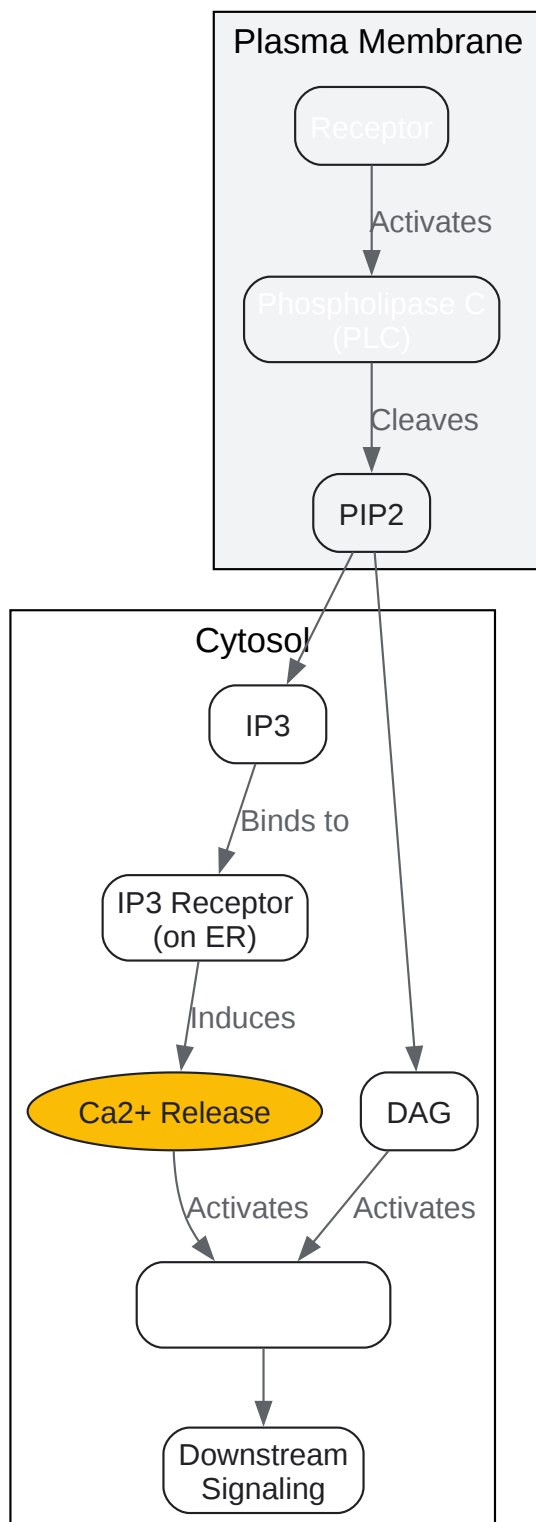 Plasma Membrane
Receptor
Activates
Phospholipase C
(PLC)
Cleaves
PIP2
Cytosol
IP3
Binds to
IP3 Receptor
(on ER)
Induces
Ca2+ Release
DAG
Activates
Activates
Downstream
Signaling